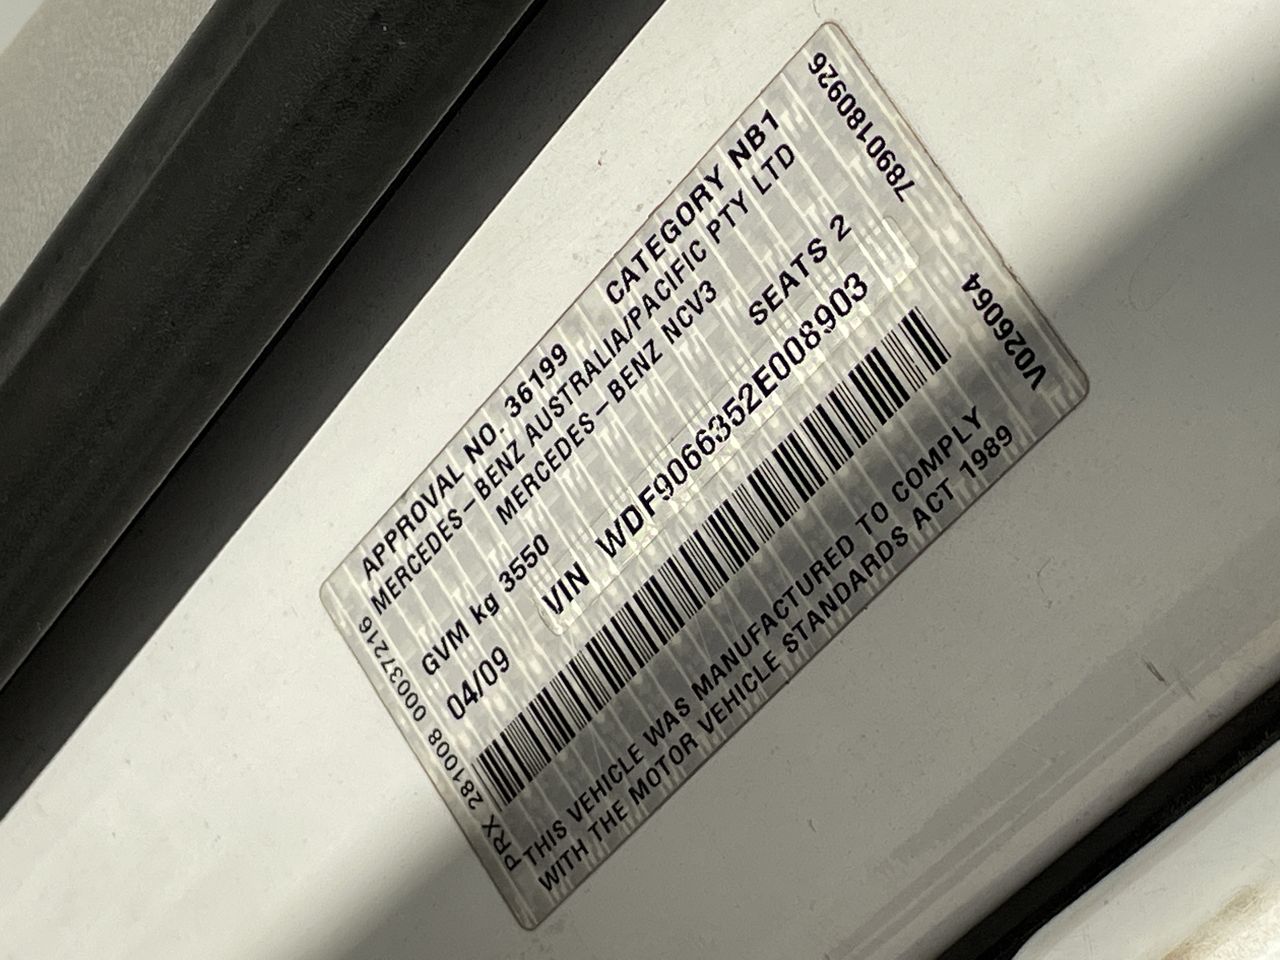 APPROVAL NO. 36199 CATEGORY NB1
MERCEDES-BENZ AUSTRALIA/PACIFIC PTY LTD
MERCEDES-BENZ NCV3
GVM kg 3550 SEATS 2
04/09
VIN WDF9066352E008903
THIS VEHICLE WAS MANUFACTURED TO COMPLY
WITH THE MOTOR VEHICLE STANDARDS ACT 1989
PRX 281008 00037216
78901180926
V026064